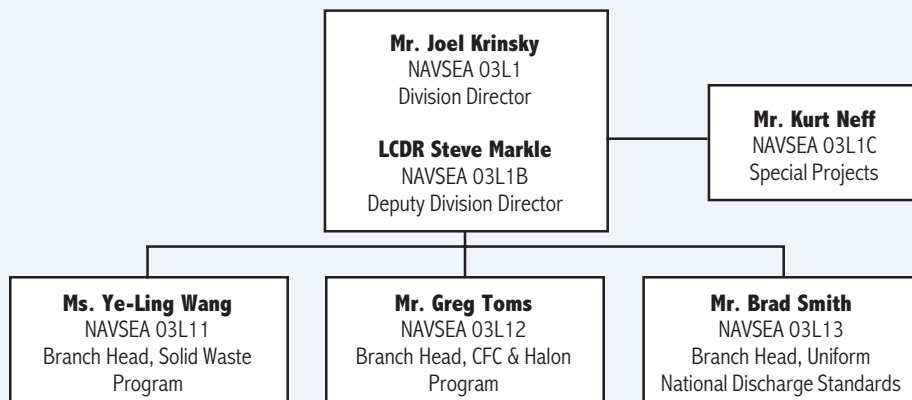 Mr. Joel Krinsky
NAVSEA 03L1
Division Director
LCDR Steve Markle
NAVSEA 03L1B
Deputy Division Director
Mr. Kurt Neff
NAVSEA 03L1C
Special Projects
Ms. Ye-Ling Wang
NAVSEA 03L11
Branch Head, Solid Waste
Program
Mr. Greg Toms
NAVSEA 03L12
Branch Head, CFC & Halon
Program
Mr. Brad Smith
NAVSEA 03L13
Branch Head, Uniform
National Discharge Standards